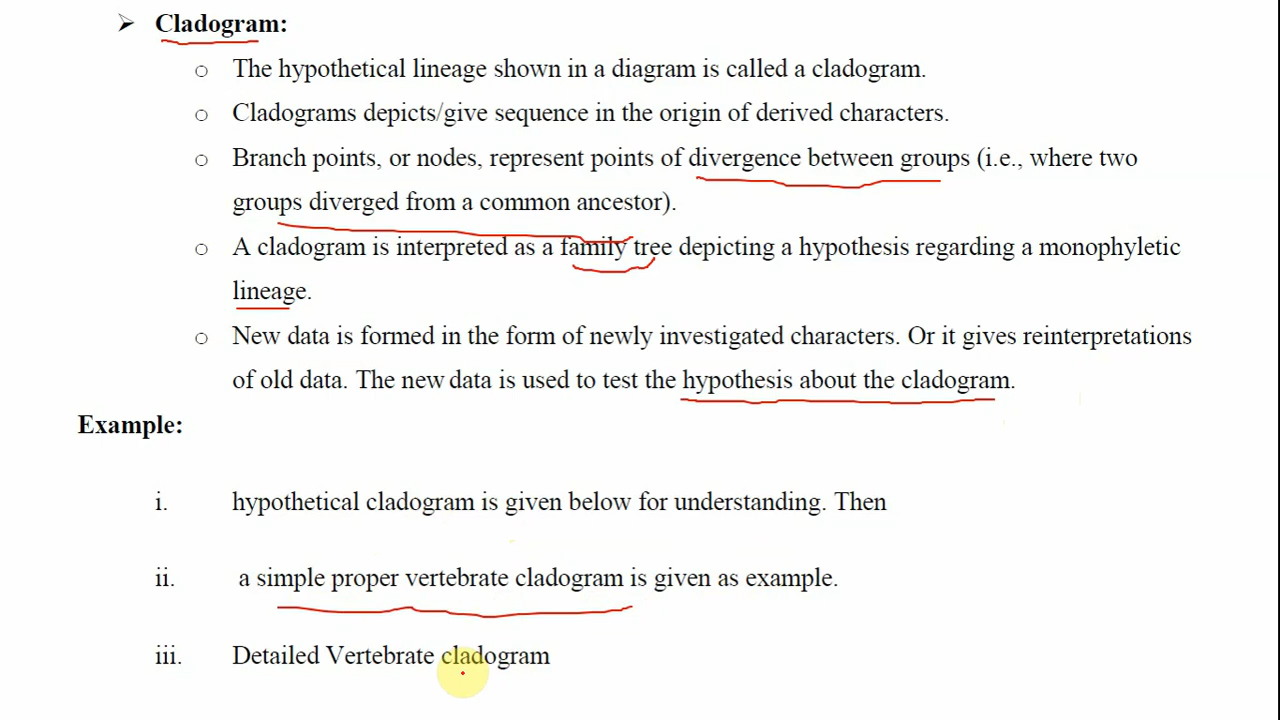 ➢ Cladogram:
o The hypothetical lineage shown in a diagram is called a cladogram.
o Cladograms depicts/give sequence in the origin of derived characters.
o Branch points, or nodes, represent points of divergence between groups (i.e., where two
groups diverged from a common ancestor).
o A cladogram is interpreted as a family tree depicting a hypothesis regarding a monophyletic
lineage.
o New data is formed in the form of newly investigated characters. Or it gives reinterpretations
of old data. The new data is used to test the hypothesis about the cladogram.
Example:
i. hypothetical cladogram is given below for understanding. Then
ii. a simple proper vertebrate cladogram is given as example.
iii. Detailed Vertebrate cladogram